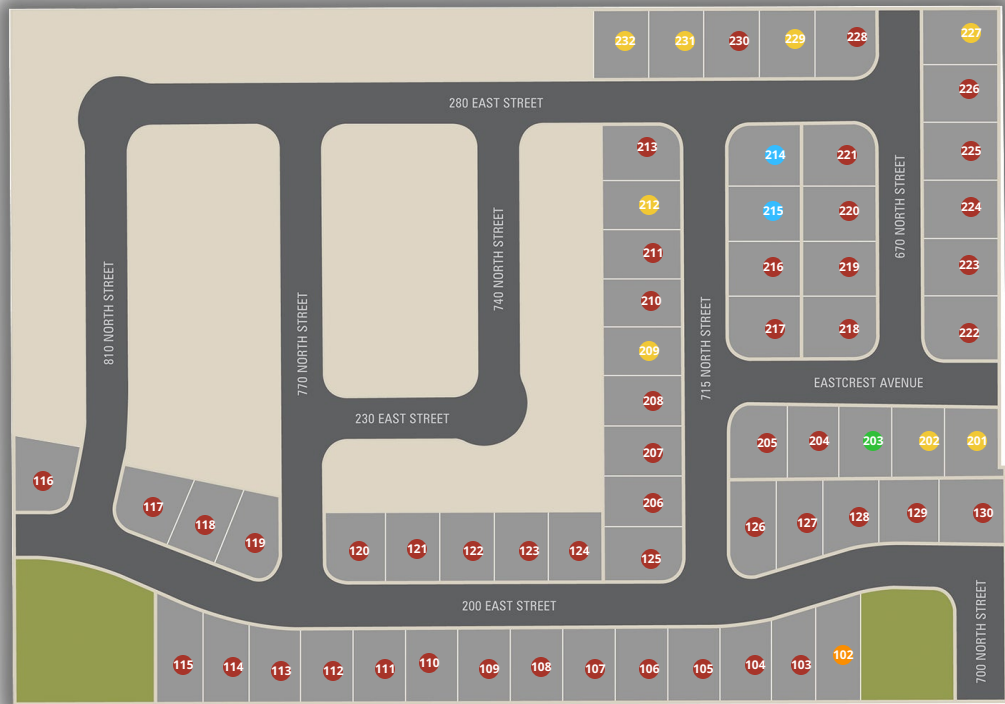 232 231 230 229 228 227
226
280 EAST STREET
213 214 221 225
212 215 220 224
670 NORTH STREET
211 216 219 223
740 NORTH STREET
810 NORTH STREET
210 217 218 222
770 NORTH STREET
715 NORTH STREET
209
EASTCREST AVENUE
208
230 EAST STREET
207 205 204 203 202 201
116
117 118 119
206 126 127 128 129 130
120 121 122 123 124 125
200 EAST STREET
700 NORTH STREET
115 114 113 112 111 110 109 108 107 106 105 104 103 102